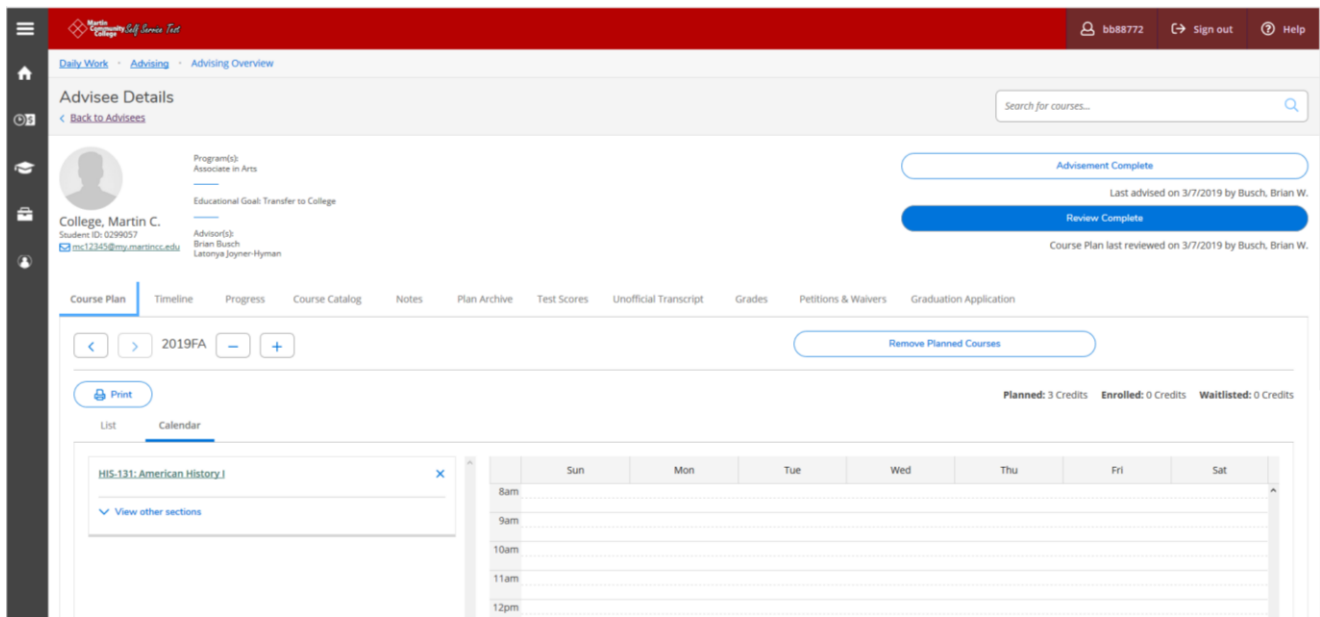 Martin Community College Self Service Test
bb88772 Sign out Help
Daily Work Advising Advising Overview
Advisee Details
Back to Advisees
Search for courses...
College, Martin C.
Student ID: 0299057
mc12345@my.martincc.edu
Program(s):
Associate in Arts
Educational Goal: Transfer to College
Advisor(s):
Brian Busch
Latonya Joyner-Hyman
Advisement Complete
Last advised on 3/7/2019 by Busch, Brian W.
Review Complete
Course Plan last reviewed on 3/7/2019 by Busch, Brian W.
Course Plan Timeline Progress Course Catalog Notes Plan Archive Test Scores Unofficial Transcript Grades Petitions & Waivers Graduation Application
2019FA
Remove Planned Courses
Print
Planned: 3 Credits Enrolled: 0 Credits Waitlisted: 0 Credits
List Calendar
HIS-131: American History I
View other sections
Sun Mon Tue Wed Thu Fri Sat
8am
9am
10am
11am
12pm